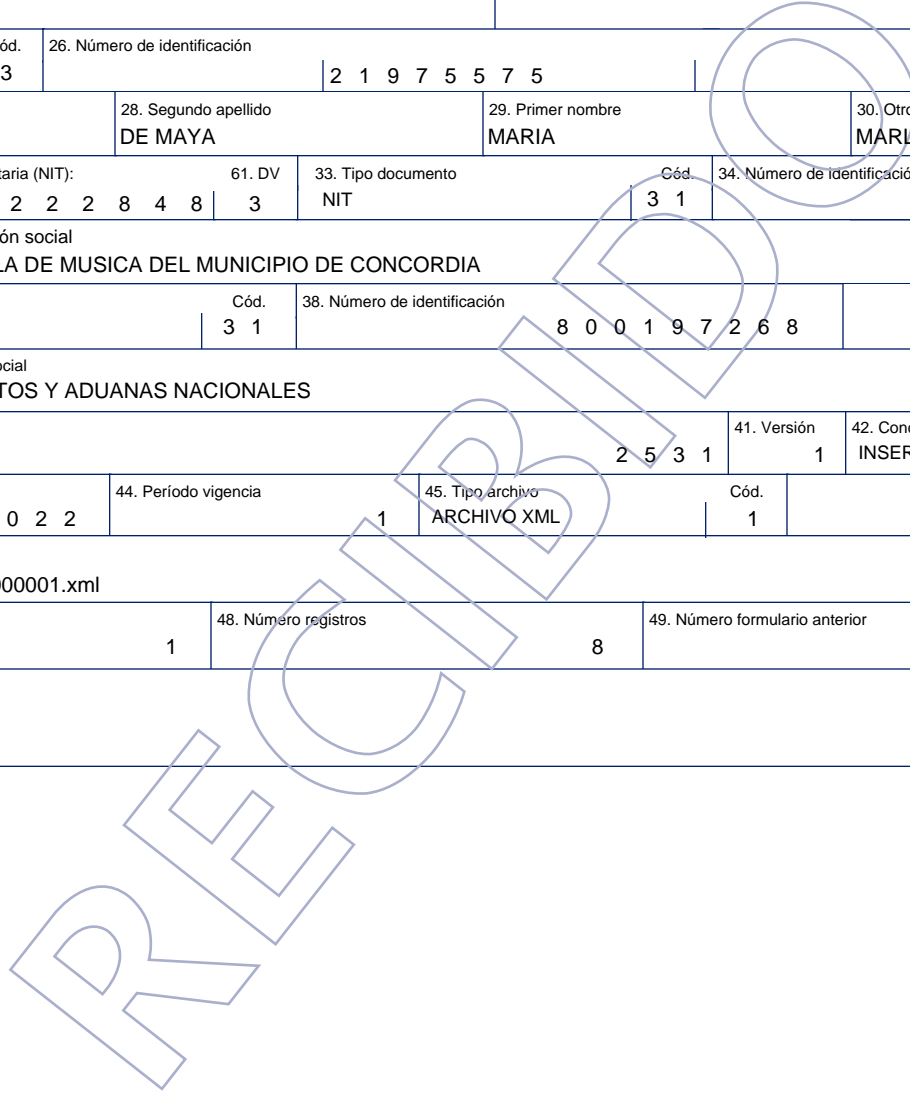 ód. 26. Número de identificación
3 2 1 9 7 5 5 7 5
28. Segundo apellido 29. Primer nombre 30. Otro
DE MAYA MARIA MARL
taria (NIT): 61. DV 33. Tipo documento Cód. 34. Número de identificació
2 2 2 8 4 8 3 NIT 3 1
ón social
LA DE MUSICA DEL MUNICIPIO DE CONCORDIA
Cód. 38. Número de identificación
3 1 8 0 0 1 9 7 2 6 8
ocial
TOS Y ADUANAS NACIONALES
41. Versión 42. Conc
2 5 3 1 1 INSER
44. Período vigencia 45. Tipo archivo Cód.
0 2 2 1 ARCHIVO XML 1
000001.xml
48. Número registros 49. Número formulario anterior
1 8
RECIBIDO